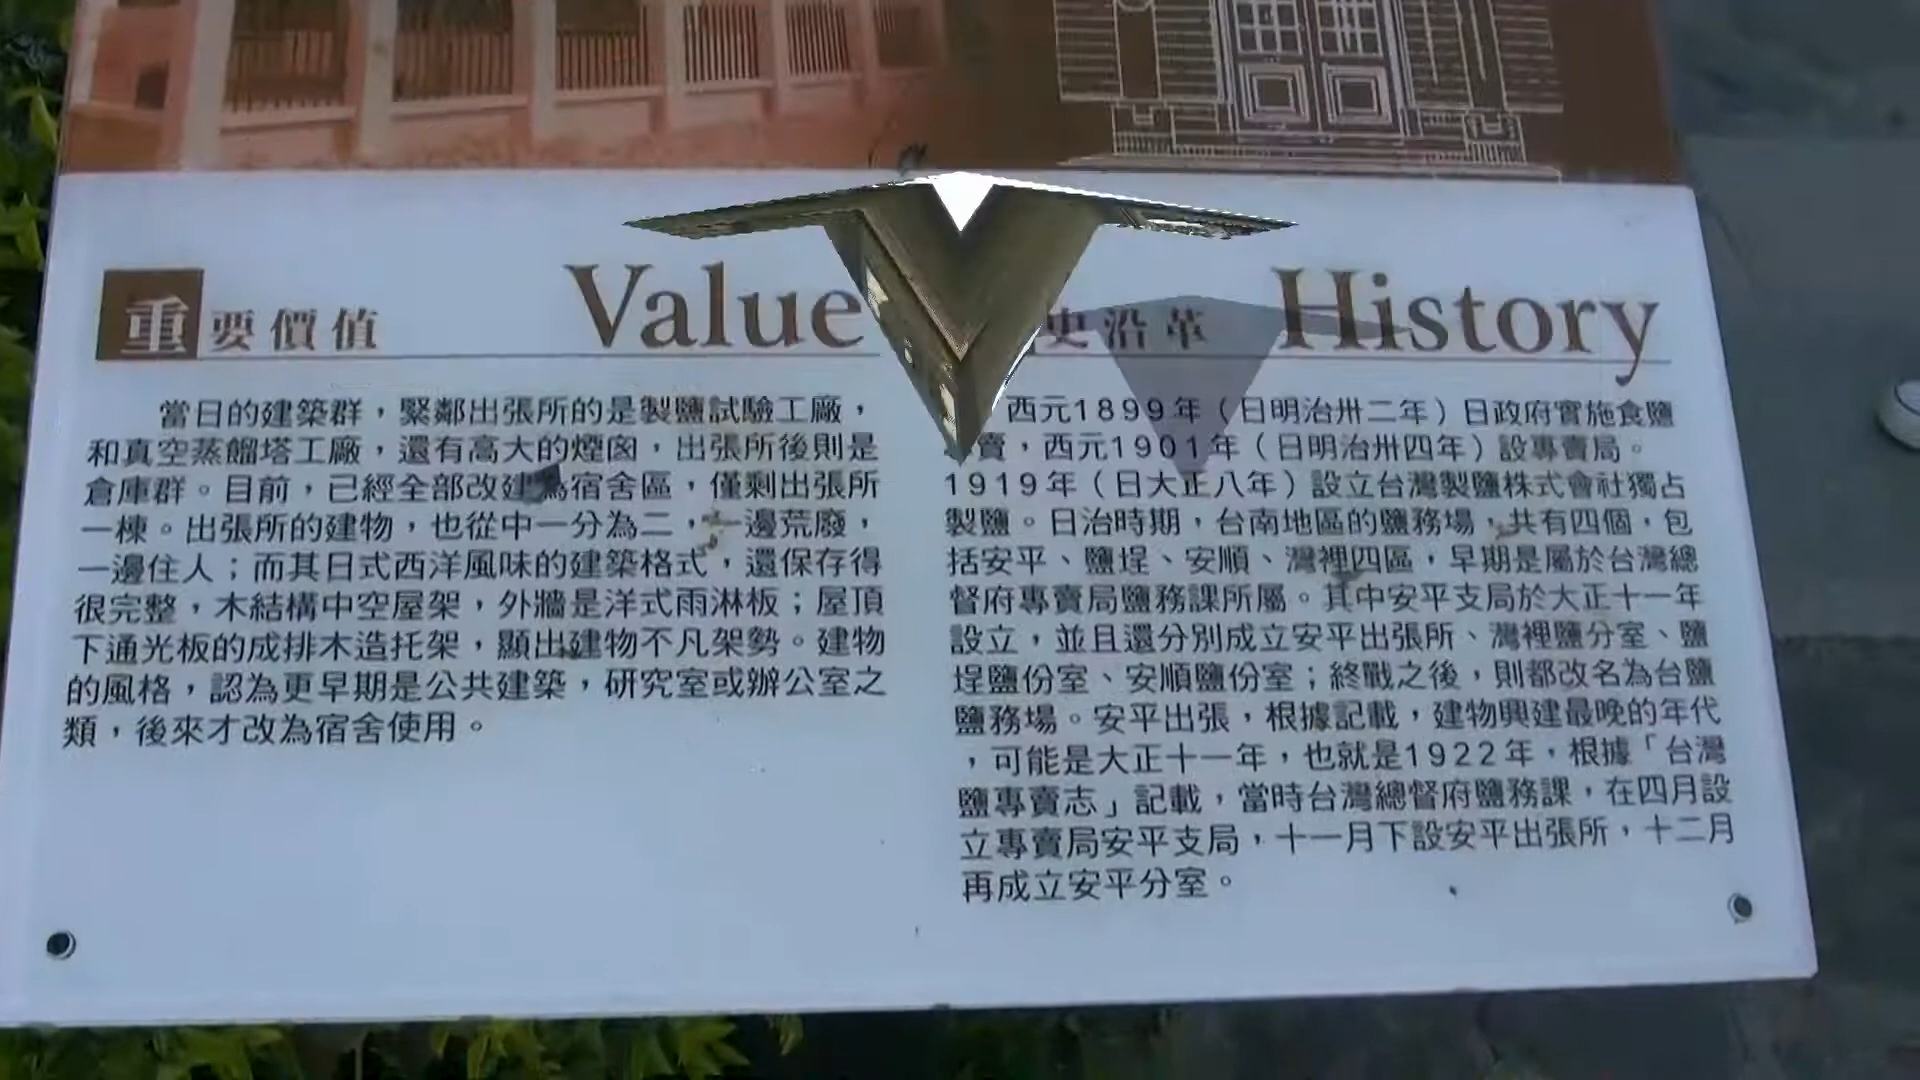 重要價值 Value
當日的建築群，緊鄰出張所的是製鹽試驗工廠，
和真空蒸餾塔工廠，還有高大的煙囪，出張所後則是
倉庫群。目前，已經全部改建為宿舍區，僅剩出張所
一棟。出張所的建物，也從中一分為二，一邊荒廢，
一邊住人；而其日式西洋風味的建築格式，還保存得
很完整，木結構中空屋架，外牆是洋式雨淋板；屋頂
下通光板的成排木造托架，顯出建物不凡架勢。建物
的風格，認為更早期是公共建築，研究室或辦公室之
類，後來才改為宿舍使用。
史沿革 History
西元1899年（日明治卅二年）日政府實施食鹽
賣，西元1901年（日明治卅四年）設專賣局。
1919年（日大正八年）設立台灣製鹽株式會社獨占
製鹽。日治時期，台南地區的鹽務場，共有四個，包
括安平、鹽埕、安順、灣裡四區，早期是屬於台灣總
督府專賣局鹽務課所屬。其中安平支局於大正十一年
設立，並且還分別成立安平出張所、灣裡鹽分室、鹽
埕鹽份室、安順鹽份室；終戰之後，則都改名為台鹽
鹽務場。安平出張，根據記載，建物興建最晚的年代
，可能是大正十一年，也就是1922年，根據「台灣
鹽專賣志」記載，當時台灣總督府鹽務課，在四月設
立專賣局安平支局，十一月下設安平出張所，十二月
再成立安平分室。